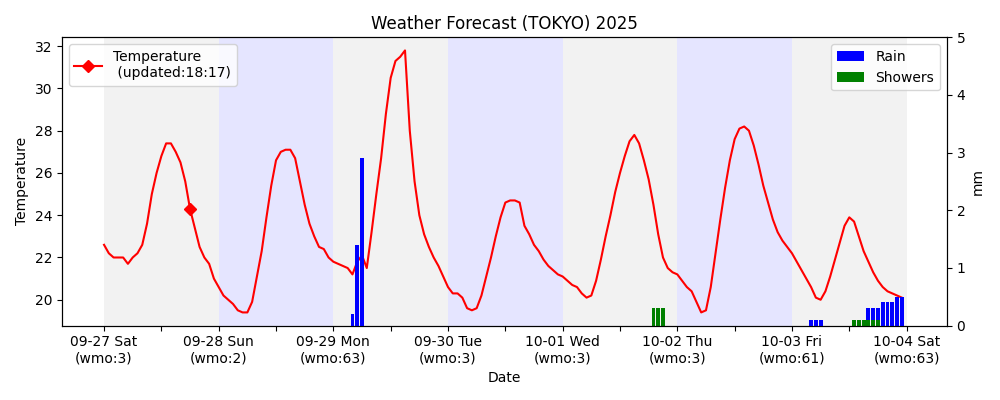 Weather Forecast (TOKYO) 2025
Temperature
(updated:18:17)
Rain
Showers
32
30
28
26
24
22
20
Temperature
5
4
3
2
1
0
mm
09-27 Sat
(wmo:3)
09-28 Sun
(wmo:2)
09-29 Mon
(wmo:63)
09-30 Tue
(wmo:3)
10-01 Wed
(wmo:3)
10-02 Thu
(wmo:3)
10-03 Fri
(wmo:61)
10-04 Sat
(wmo:63)
Date